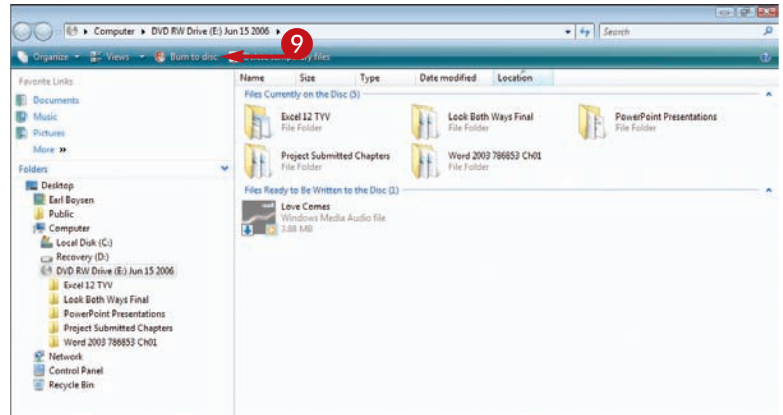 Computer DVD RW Drive (E:) Jun 15 2006
Search
9
Organize Views Burn to disc files
Favorite Links
Documents
Music
Pictures
More »
Folders
Desktop
Earl Boysen
Public
Computer
Local Disk (C:)
Recovery (D:)
DVD RW Drive (E:) Jun 15 2006
Excel 12 TYV
Look Both Ways Final
PowerPoint Presentations
Project Submitted Chapters
Word 2003 786853 Ch01
Network
Control Panel
Recycle Bin
Name Size Type Date modified Location
Files Currently on the Disc (5)
Excel 12 TYV
File Folder
Look Both Ways Final
File Folder
PowerPoint Presentations
File Folder
Project Submitted Chapters
File Folder
Word 2003 786853 Ch01
File Folder
Files Ready to Be Written to the Disc (1)
Love Comes
Windows Media Audio file
3.88 MB